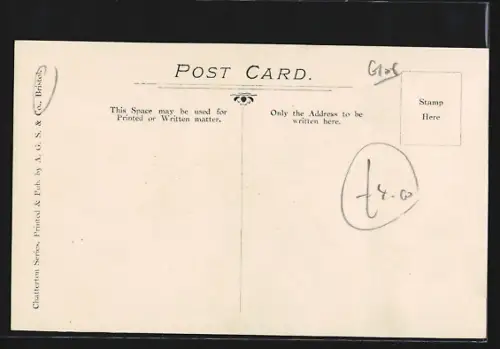 POST CARD.
This Space may be used for
Printed or Written matter.
Only the Address to be
written here.
Stamp
Here
Chatterton Series. Printed & Pub. by A. G. S. & Co., Bristol.
Glos
£4.00